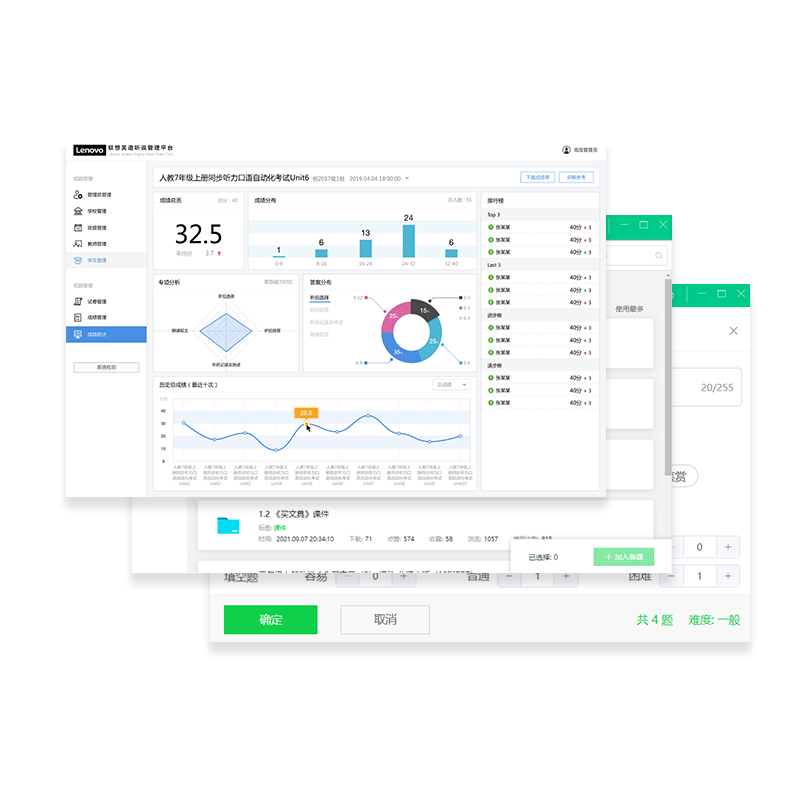 Lenovo 联想英语听说管理平台
高级管理员
校园管理
管理员管理
学校管理
班级管理
教师管理
学生管理
校园管理
试卷管理
成绩管理
成绩统计
系统检测
人教7年级上册同步听力口语自动化考试Unit6 初2017级1班 2019.04.04 18:00:00
下载成绩单
讲解参考
成绩总览 总分:40
32.5
平均分 3.7
成绩分布 总人数:55
1 6 13 24 6
0-8 8-16 16-24 24-32 32-40
专项分析
听后选择
听后回答
听后记录及转述
朗读短文
答案分布
听后选择
听后回答
听后记录及转述
朗读短文
15%
25%
25%
35%
历史总成绩（最近十次）
总成绩
40
30
20
10
0
26.5
排行榜
Top 3
张某某 40分 + 3
张某某 40分 + 3
张某某 40分 + 3
Last 3
张某某 40分 + 3
张某某 40分 + 3
张某某 40分 + 3
进步榜
张某某 40分 + 3
张某某 40分 + 3
张某某 40分 + 3
退步榜
张某某 40分 + 3
张某某 40分 + 3
张某某 40分 + 3
使用最多
1.2 《买文具》课件
标签: 课件
时间: 2021.09.07 20:34:10 下载: 71 点赞: 574 收藏: 58 浏览: 1057
已选择: 0
+ 加入备课
20/255
赏
− 0 +
填空题 容易 − 0 + 普通 − 1 + 困难 − 1 +
确定
取消
共 4 题 难度: 一般